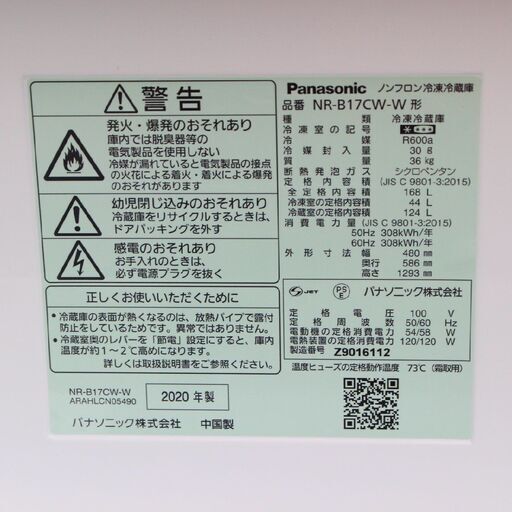 警告
発火・爆発のおそれあり
庫内では脱臭器等の
電気製品を使用しない
冷媒が漏れていると電気製品の接点
の火花による着火・着火による爆発
のおそれあり
幼児閉じ込みのおそれあり
冷蔵庫をリサイクルするときは、
ドアパッキングを外す
感電のおそれあり
お手入れのときは、
必ず電源プラグを抜く
正しくお使いいただくために
・冷蔵庫の表面が熱くなるのは、放熱パイプで露付
防止をしているためです。異常ではありません。
・冷蔵室奥のレバーを「節電」設定にすると、庫内
温度が約1～2℃高めになります。
詳しくは取扱説明書をご覧ください。
NR-B17CW-W
ARAHLCN05490
2020 年製
パナソニック株式会社 中国製
Panasonic ノンフロン冷凍冷蔵庫
品番 NR-B17CW-W 形
種類 冷凍冷蔵庫
冷凍室の記号
冷媒 R600a
冷媒封入量 30 g
質量 36 kg
断熱発泡ガス シクロペンタン
定格内容積 (JIS C 9801-3:2015)
全定格内容積 168 L
冷凍室の定格内容積 44 L
冷蔵室の定格内容積 124 L
消費電力量 (JIS C 9801-3:2015)
50Hz 308kWh/年
60Hz 308kWh/年
外形寸法 幅 480 mm
奥行 586 mm
高さ 1293 mm
JET PS E パナソニック株式会社
定格電圧 100 V
定格周波数 50/60 Hz
電動機の定格消費電力 54/58 W
電熱装置の定格消費電力 120/120 W
製造番号 Z9016112
温度ヒューズの定格動作温度 73℃ (霜取用)